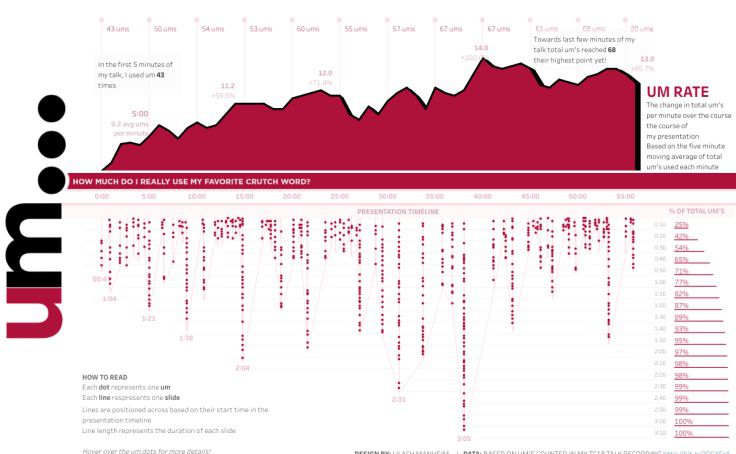 43 ums
50 ums
54 ums
53 ums
56 ums
57 ums
67 ums
67 ums
61 ums
68 ums
20 ums
In the first 5 minutes of
my talk, I used um 43
times
5:00
9.2 avg ums
per minute
11.2
+59.5%
12.0
+71.4%
14.0
Towards last few minutes of my
talk total um's reached 68
their highest point yet!
13.0
+85.7%
UM RATE
The change in total um's
per minute over the course
the course of
my presentation
Based on the five minute
moving average of total
um's used each minute
um...
HOW MUCH DO I REALLY USE MY FAVORITE CRUTCH WORD?
0:00 5:00 10:00 15:00 20:00 25:00 30:00 35:00 40:00 45:00 50:00 55:00
PRESENTATION TIMELINE
% OF TOTAL UM'S
0:10 25%
0:20 42%
0:30 54%
0:40 65%
0:50 71%
1:00 77%
1:10 82%
1:20 87%
1:30 89%
1:40 93%
1:50 95%
2:00 97%
2:10 98%
2:20 98%
2:30 99%
2:40 99%
2:50 99%
3:00 100%
3:10 100%
1:04
1:21
1:38
2:04
2:31
3:05
HOW TO READ
Each dot represents one um
Each line respresents one slide
Lines are positioned across based on their start time in the
presentation timeline
Line length represents the duration of each slide
Hover over the um dots for more details!
DESIGN BY: LILACH MANHEIM | DATA: BASED ON UM'S COUNTED IN MY TC18 TALK RECORDING